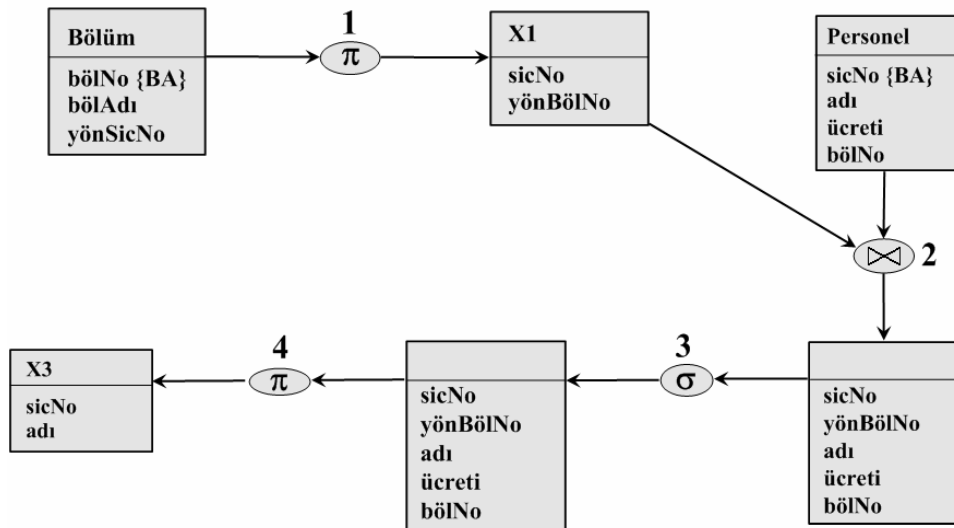 1
Bölüm
bölNo {BA}
bölAdı
yönSicNo
π
X1
sicNo
yönBölNo
Personel
sicNo {BA}
adı
ücreti
bölNo
⋈ 2
sicNo
yönBölNo
adı
ücreti
bölNo
3
σ
sicNo
yönBölNo
adı
ücreti
bölNo
4
π
X3
sicNo
adı